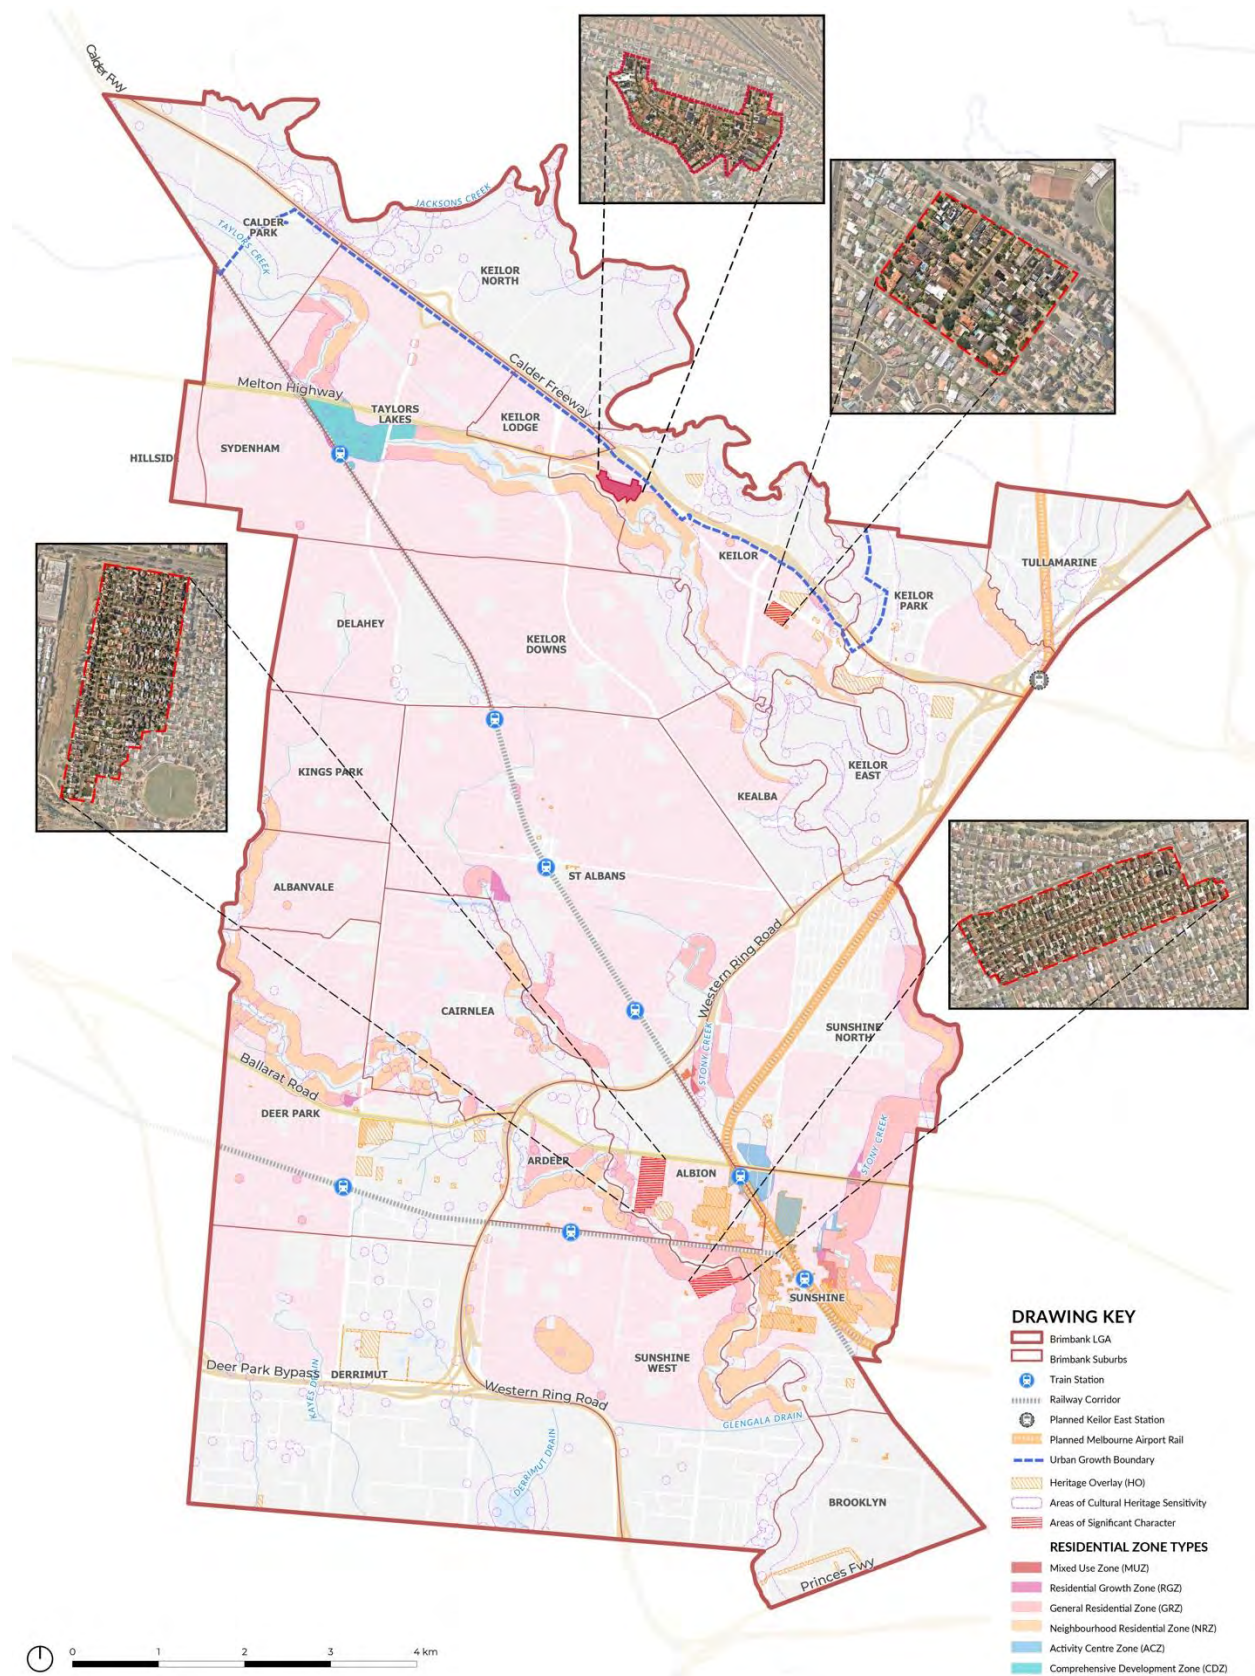 Calder Fwy
JACKSONS CREEK
CALDER
PARK
TAYLORS CREEK
KEILOR
NORTH
Calder Freeway
Melton Highway
TAYLORS
LAKES
KEILOR
LODGE
HILLSID
SYDENHAM
KEILOR
TULLAMARINE
KEILOR
PARK
DELAHEY
KEILOR
DOWNS
KEILOR
EAST
KINGS PARK
KEALBA
ALBANVALE
ST ALBANS
Western Ring Road
CAIRNLEA
SUNSHINE
NORTH
STONY CREEK
Ballarat Road
DEER PARK
STONY CREEK
ARDEER
ALBION
SUNSHINE
SUNSHINE
WEST
Deer Park Bypass
DERRIMUT
KAYES DRAIN
Western Ring Road
GLENGALA DRAIN
DERRIMUT DRAIN
BROOKLYN
Princes Fwy
DRAWING KEY
Brimbank LGA
Brimbank Suburbs
Train Station
Railway Corridor
Planned Keilor East Station
Planned Melbourne Airport Rail
Urban Growth Boundary
Heritage Overlay (HO)
Areas of Cultural Heritage Sensitivity
Areas of Significant Character
RESIDENTIAL ZONE TYPES
Mixed Use Zone (MUZ)
Residential Growth Zone (RGZ)
General Residential Zone (GRZ)
Neighbourhood Residential Zone (NRZ)
Activity Centre Zone (ACZ)
Comprehensive Development Zone (CDZ)
0 1 2 3 4 km